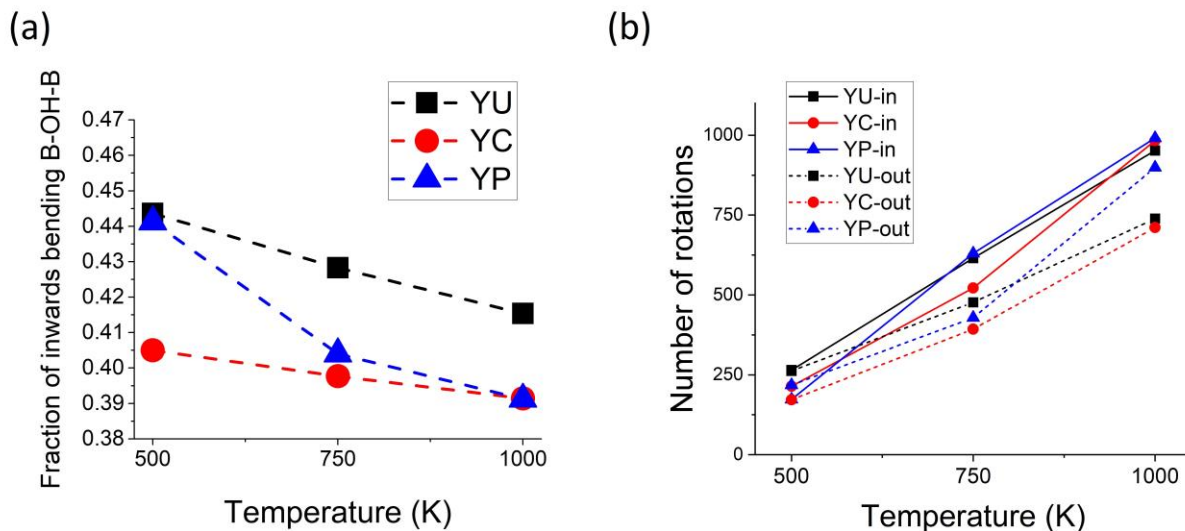 (a)
YU
YC
YP
Fraction of inwards bending B-OH-B
0.47
0.46
0.45
0.44
0.43
0.42
0.41
0.40
0.39
0.38
500
750
1000
Temperature (K)
(b)
YU-in
YC-in
YP-in
YU-out
YC-out
YP-out
Number of rotations
1000
750
500
250
0
500
750
1000
Temperature (K)